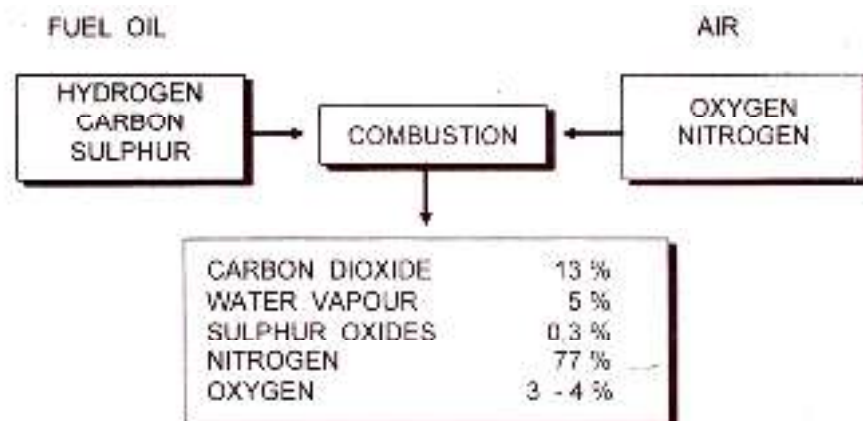 FUEL OIL
AIR
HYDROGEN
CARBON
SULPHUR
COMBUSTION
OXYGEN
NITROGEN
CARBON DIOXIDE 13 %
WATER VAPOUR 5 %
SULPHUR OXIDES 0,3 %
NITROGEN 77 %
OXYGEN 3 - 4 %